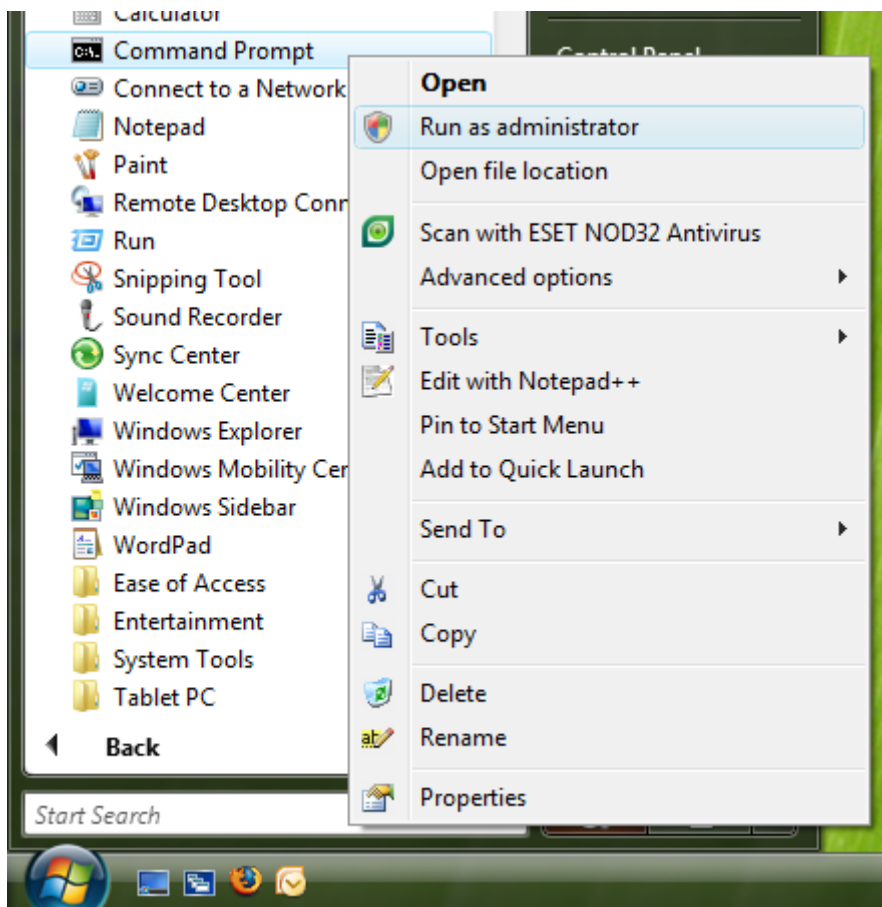 Calculator
Command Prompt
Connect to a Network
Notepad
Paint
Remote Desktop Conn
Run
Snipping Tool
Sound Recorder
Sync Center
Welcome Center
Windows Explorer
Windows Mobility Cen
Windows Sidebar
WordPad
Ease of Access
Entertainment
System Tools
Tablet PC
Back
Start Search
Control Panel
Open
Run as administrator
Open file location
Scan with ESET NOD32 Antivirus
Advanced options
Tools
Edit with Notepad++
Pin to Start Menu
Add to Quick Launch
Send To
Cut
Copy
Delete
Rename
Properties